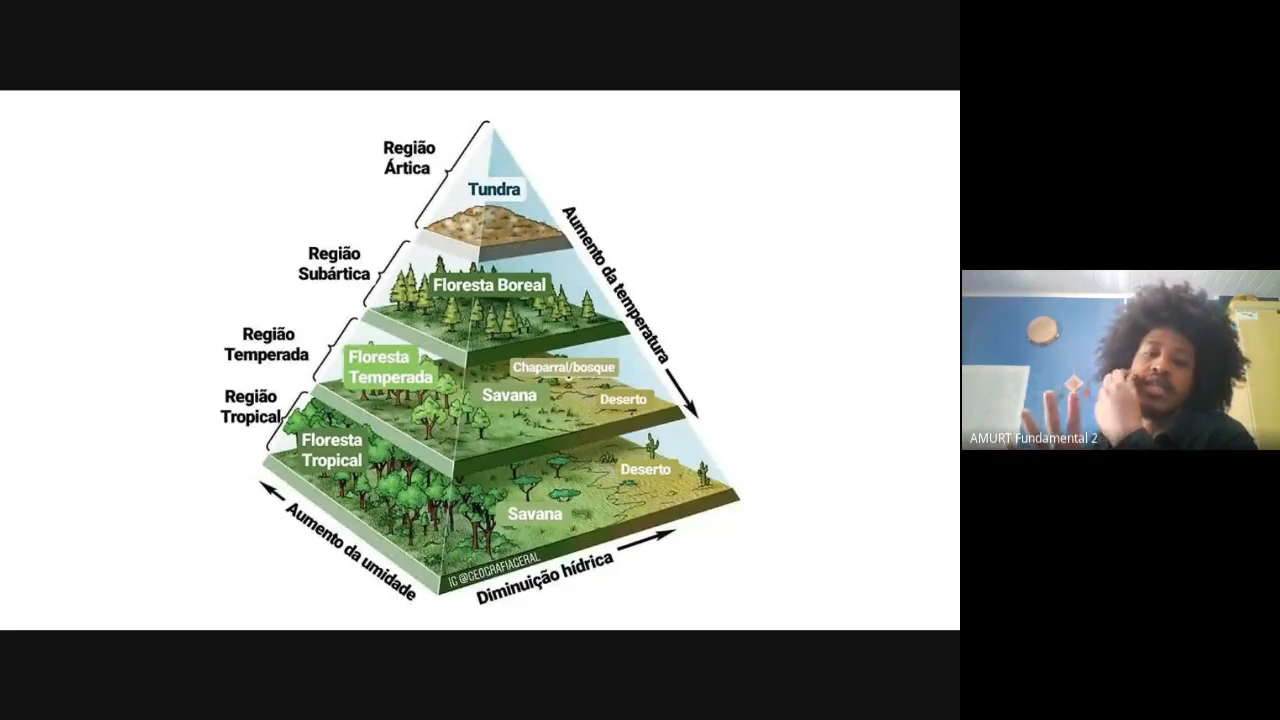 Região
Ártica
Tundra
Região
Subártica
Floresta Boreal
Aumento da temperatura
Região
Temperada
Floresta
Temperada
Chaparral/bosque
Savana
Deserto
Região
Tropical
Floresta
Tropical
Deserto
Savana
Aumento da umidade
IG @GEOGRAFIAGERAL
Diminuição hídrica
AMURT Fundamental 2